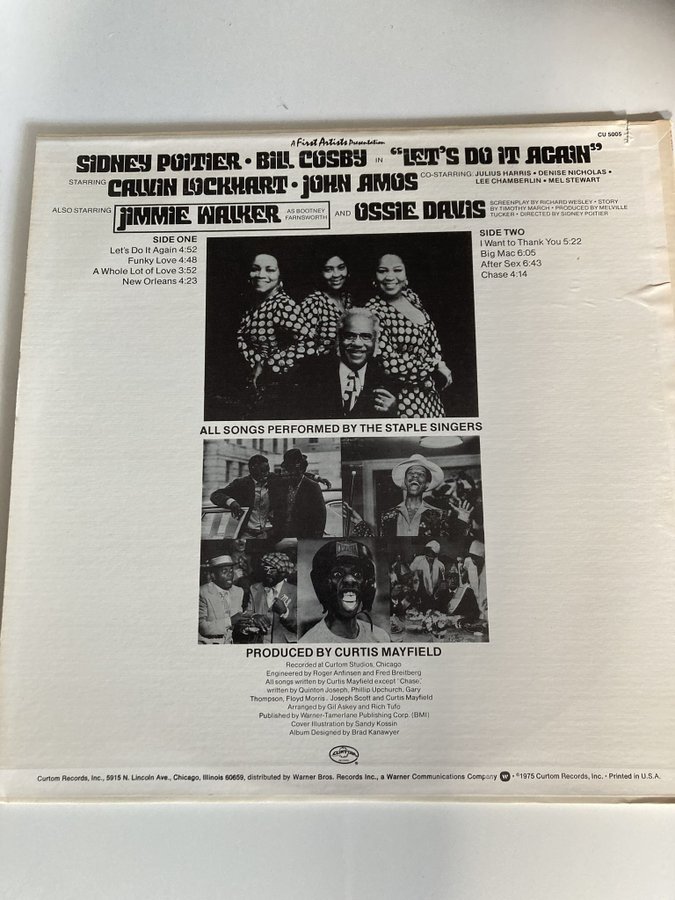 CU 5005
A First Artists Presentation
SIDNEY POITIER • BILL COSBY IN "LET'S DO IT AGAIN"
STARRING CALVIN LOCKHART • JOHN AMOS CO-STARRING: JULIUS HARRIS • DENISE NICHOLAS •
LEE CHAMBERLIN • MEL STEWART
ALSO STARRING JIMMIE WALKER AS BOOTNEY
FARNSWORTH AND OSSIE DAVIS SCREENPLAY BY RICHARD WESLEY • STORY
BY TIMOTHY MARCH • PRODUCED BY MELVILLE
TUCKER • DIRECTED BY SIDNEY POITIER
SIDE ONE
Let's Do It Again 4:52
Funky Love 4:48
A Whole Lot of Love 3:52
New Orleans 4:23
SIDE TWO
I Want to Thank You 5:22
Big Mac 6:05
After Sex 6:43
Chase 4:14
ALL SONGS PERFORMED BY THE STAPLE SINGERS
PRODUCED BY CURTIS MAYFIELD
Recorded at Curtom Studios, Chicago
Engineered by Roger Anfinsen and Fred Breitberg
All songs written by Curtis Mayfield except "Chase,"
written by Quinton Joseph, Phillip Upchurch, Gary
Thompson, Floyd Morris, Joseph Scott and Curtis Mayfield
Arranged by Gil Askey and Rich Tufo
Published by Warner-Tamerlane Publishing Corp. (BMI)
Cover Illustration by Sandy Kossin
Album Designed by Brad Kanawyer
CURTOM
Curtom Records, Inc., 5915 N. Lincoln Ave., Chicago, Illinois 60659, distributed by Warner Bros. Records Inc., a Warner Communications Company W • ℗1975 Curtom Records, Inc. • Printed in U.S.A.